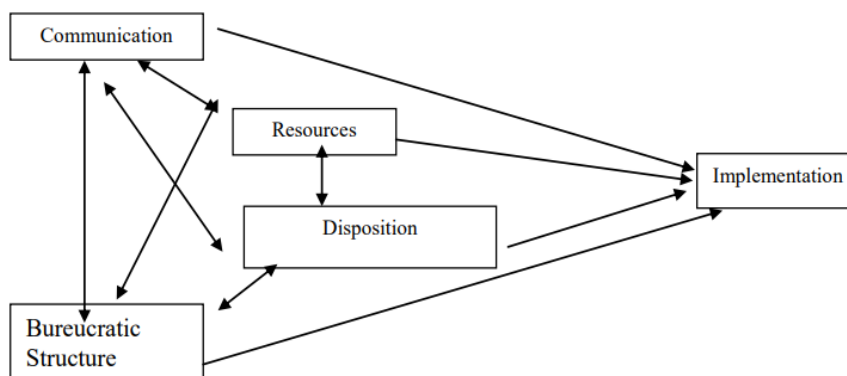 Communication
Resources
Implementation
Disposition
Bureucratic
Structure